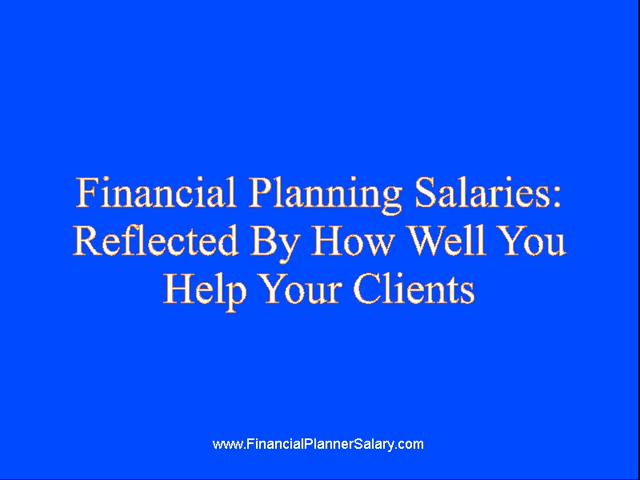 Financial Planning Salaries:
Reflected By How Well You
Help Your Clients
www.FinancialPlannerSalary.com